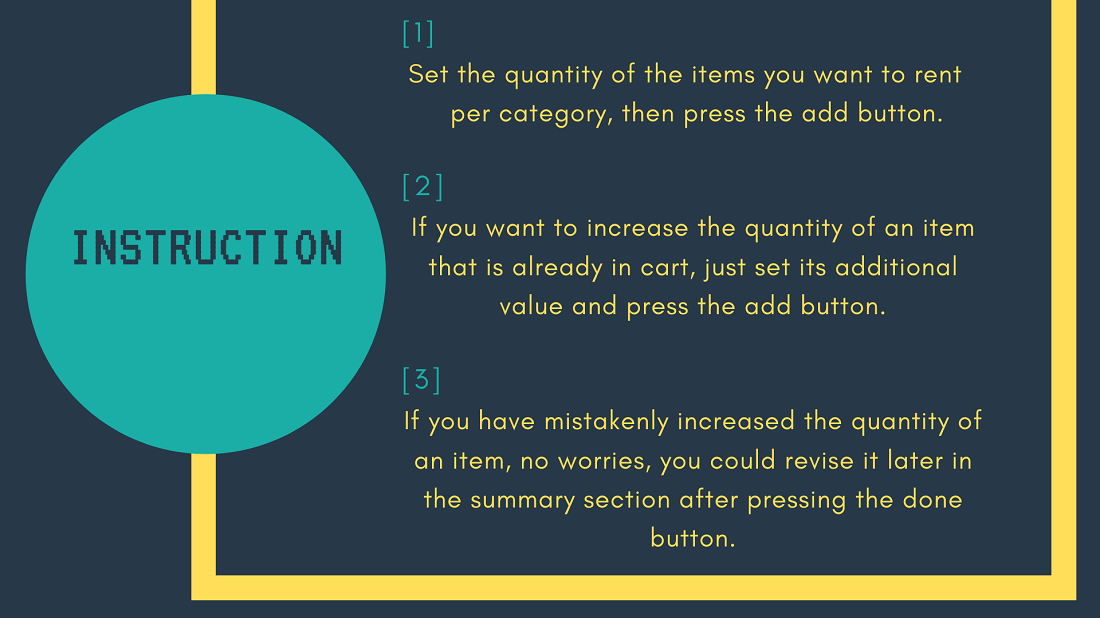 INSTRUCTION
[1]
Set the quantity of the items you want to rent
per category, then press the add button.
[2]
If you want to increase the quantity of an item
that is already in cart, just set its additional
value and press the add button.
[3]
If you have mistakenly increased the quantity of
an item, no worries, you could revise it later in
the summary section after pressing the done
button.